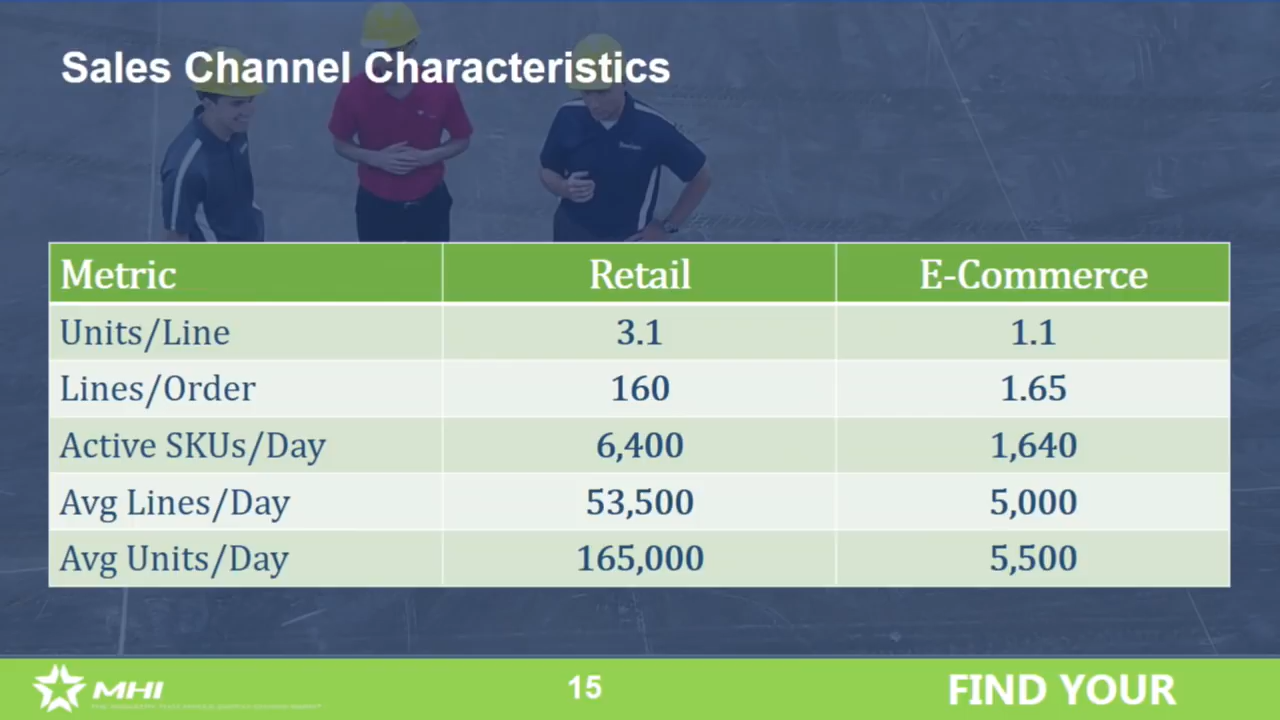 Sales Channel Characteristics
Metric Retail E-Commerce
Units/Line 3.1 1.1
Lines/Order 160 1.65
Active SKUs/Day 6,400 1,640
Avg Lines/Day 53,500 5,000
Avg Units/Day 165,000 5,500
MHI 15 FIND YOUR